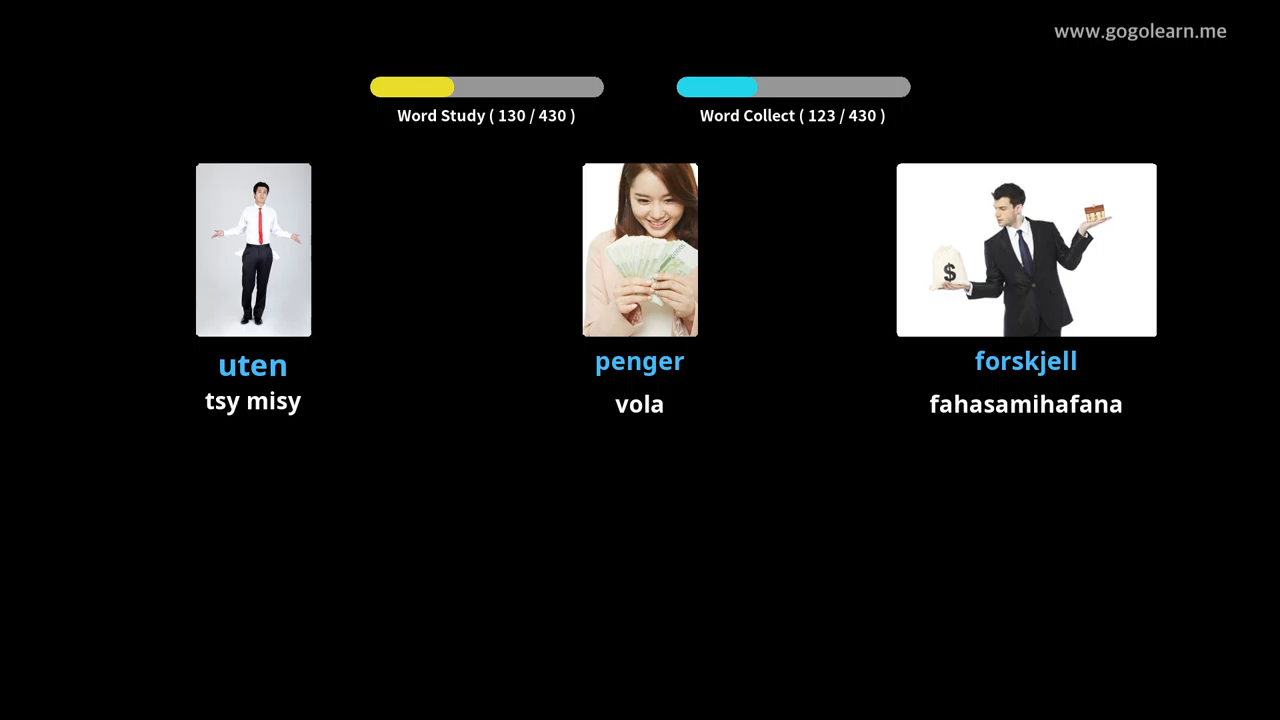 www.gogolearn.me
Word Study ( 130 / 430 )
Word Collect ( 123 / 430 )
uten
tsy misy
penger
vola
forskjell
fahasamihafana
$